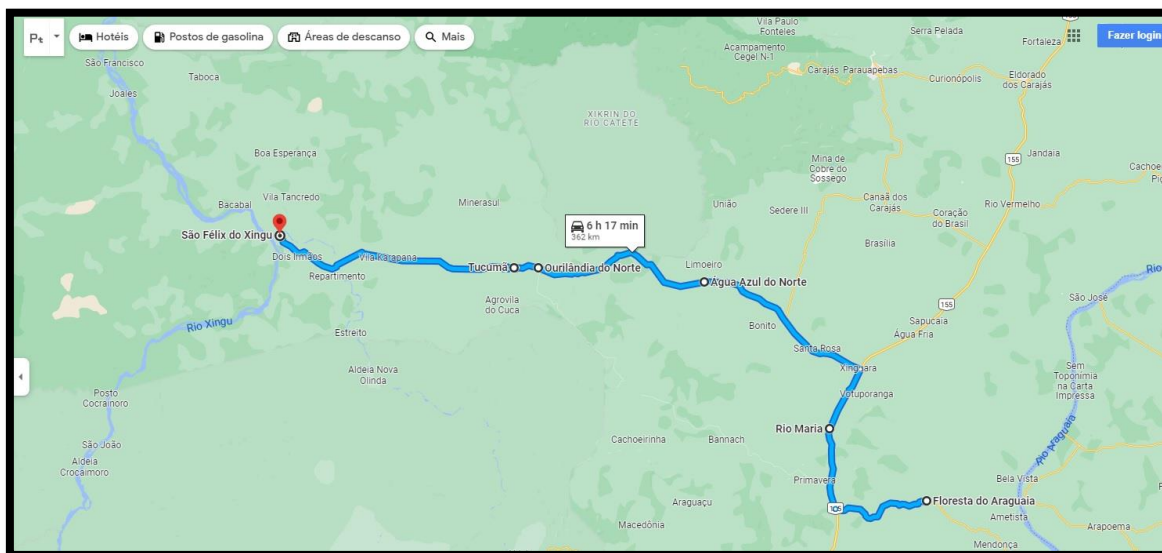 Hotéis
Postos de gasolina
Áreas de descanso
Mais
Fazer login
Vila Paulo
Fonteles
Serra Pelada
155
Fortaleza
São Francisco
Taboca
Acampamento
Cegel N-1
Carajás
Parauapebas
Curionópolis
Eldorado
dos Carajás
Joales
XIKRIN DO
RIO CATETÉ
Boa Esperança
155
Jandaia
Mina de
Cobre do
Sossego
Vila Tancredo
Minerasul
União
Sedere III
Canaã dos
Carajás
Rio Vermelho
Bacabal
Coração
do Brasil
6 h 17 min
362 km
São Félix do Xingu
Brasília
Dois Irmãos
Vila Karapanã
Tucumã
Ourilândia do Norte
Limoeiro
Repartimento
Água Azul do Norte
Agrovila
do Cuca
São José
155
Rio Xingu
Estreito
Bonito
Sapucaia
Água Fria
Santa Rosa
Aldeia Nova
Olinda
Xinguara
Sem
Toponímia
na Carta
Impressa
Posto
Cocrainoro
Votuporanga
Rio Maria
São João
Cachoeirinha
Bannach
Rio Araguaia
Aldeia
Crocaimoro
Primavera
Bela Vista
Araguaçu
Floresta do Araguaia
Ametista
Macedônia
Arapoema
Mendonça